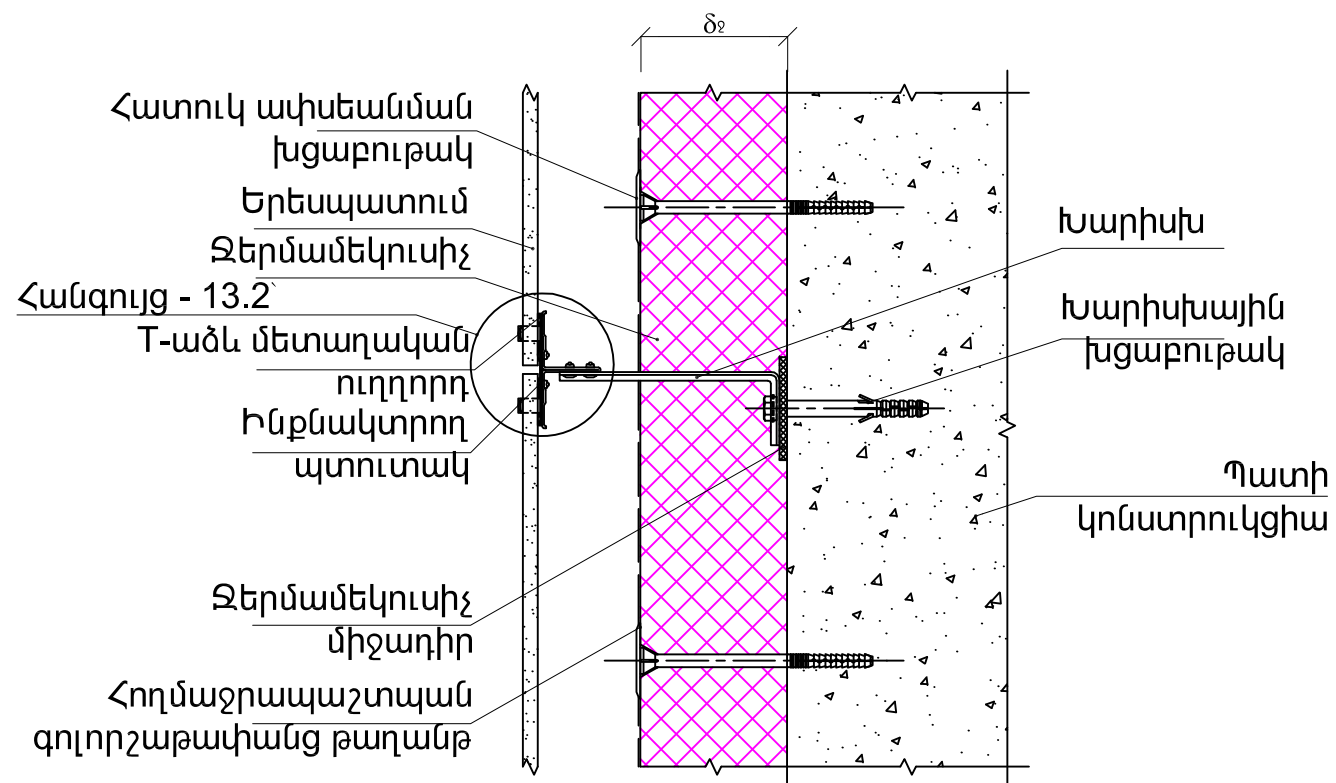 δ₂
Հատուկ ափսեանման
խցաբութակ
Երեսպատում
Ջերմամեկուսիչ
Հանգույց - 13.2՝
T-աձև մետաղական
ուղղորդ
Ինքնակտրող
պտուտակ
Ջերմամեկուսիչ
միջադիր
Հողմաջրապաշտպան
գոլորշաթափանց թաղանթ
Խարիսխ
Խարիսխային
խցաբութակ
Պատի
կոնստրուկցիա